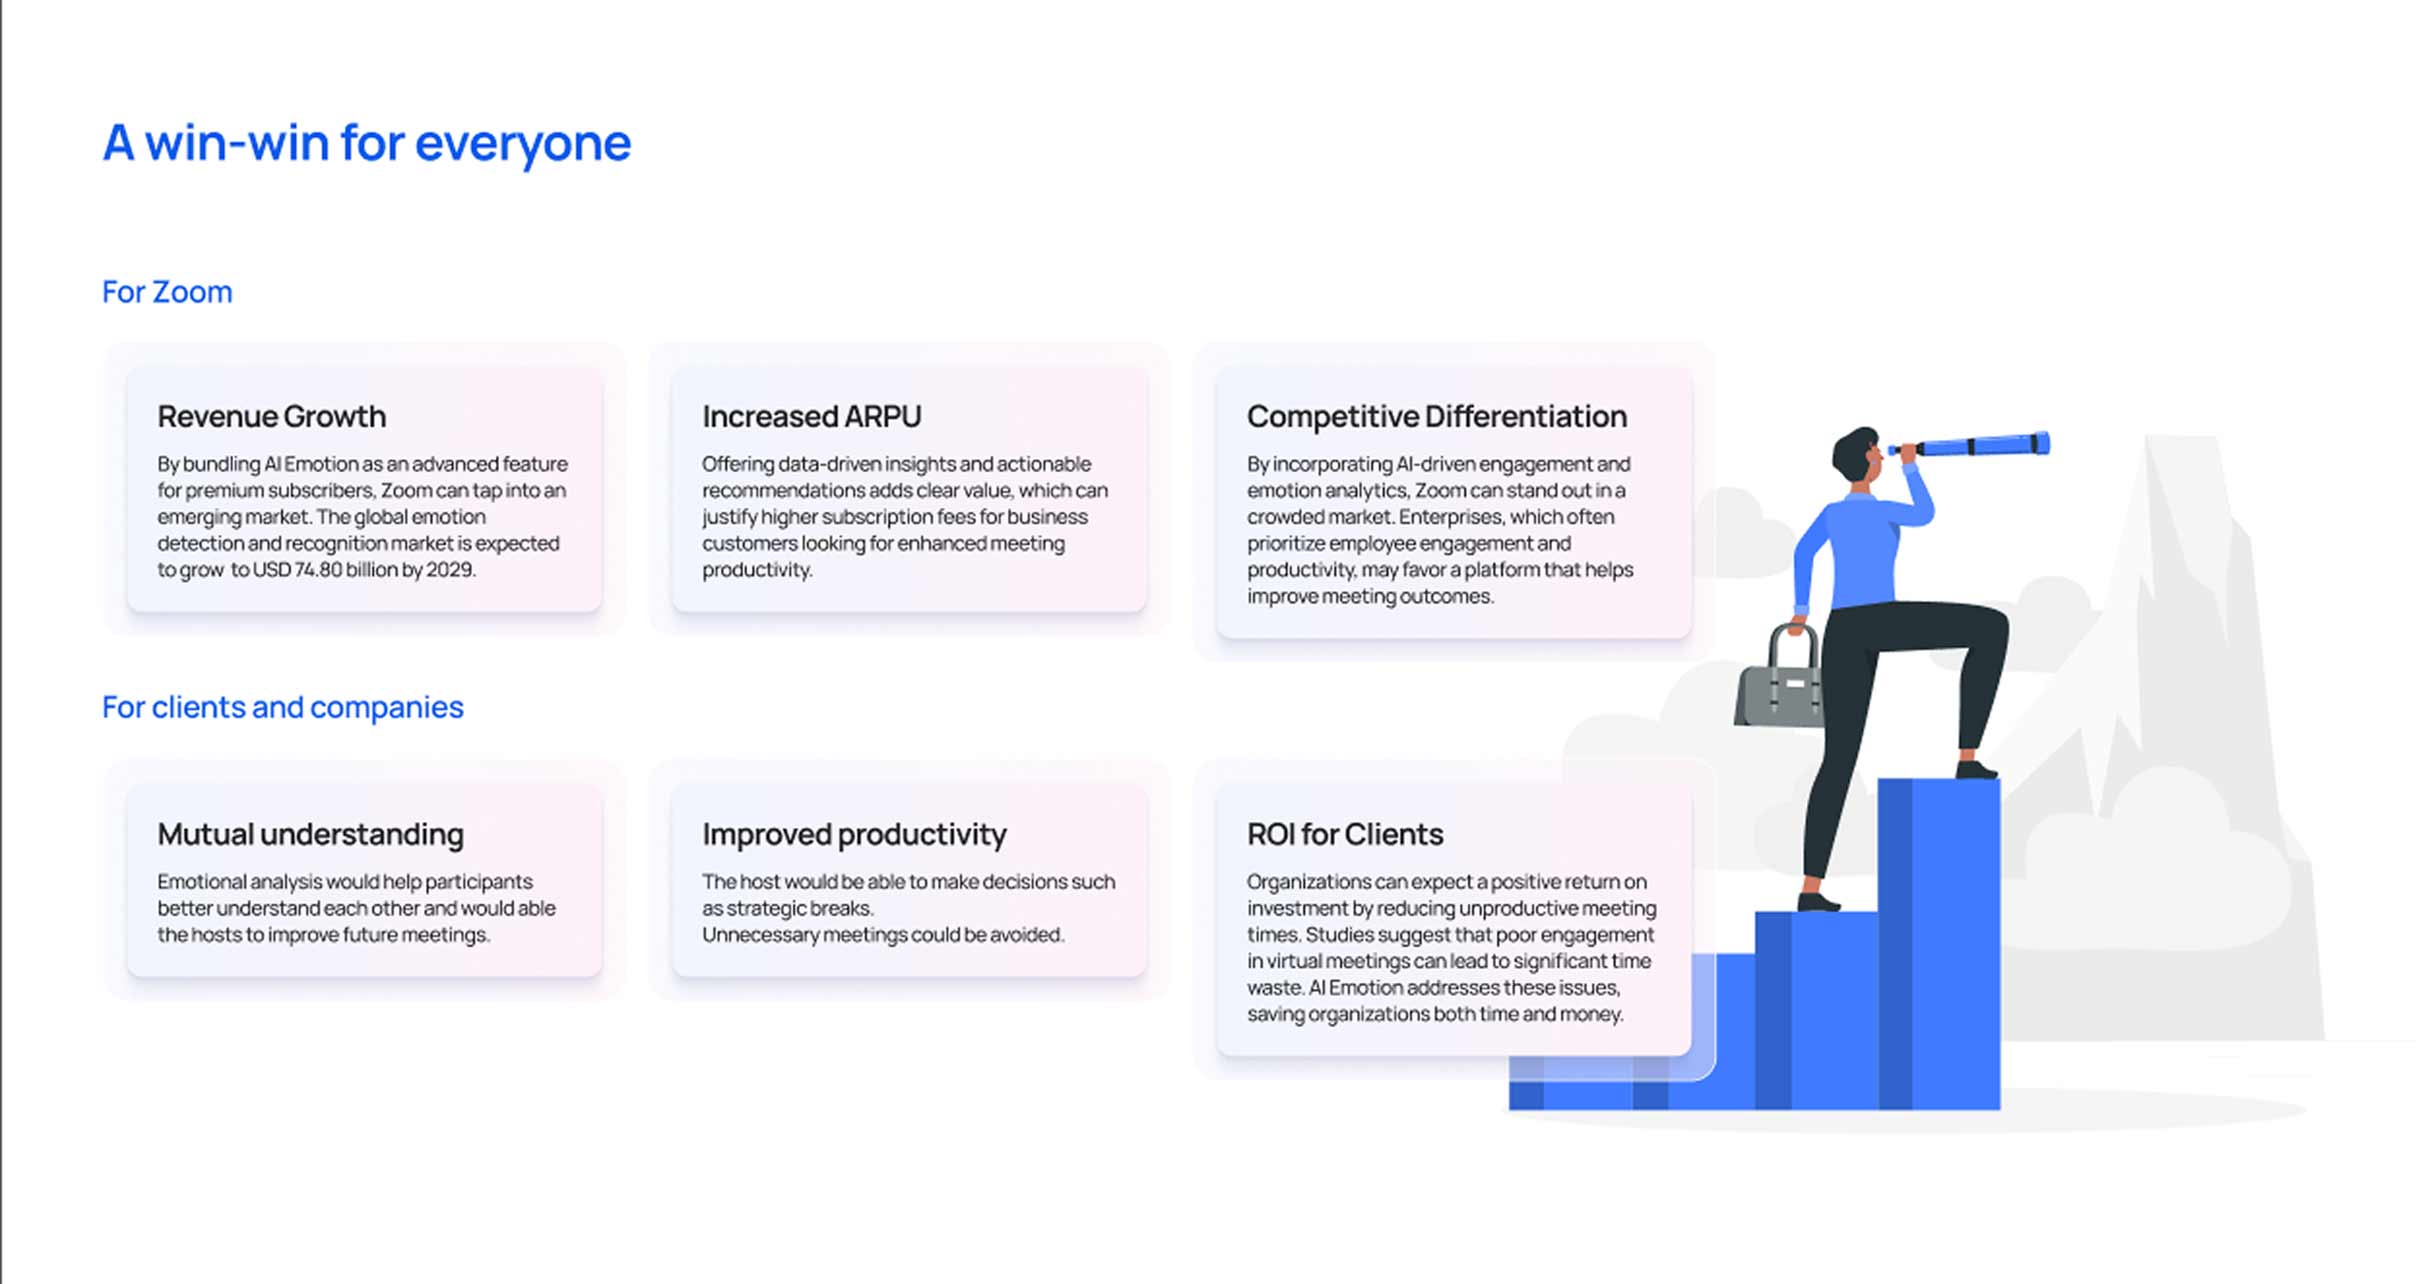 A win-win for everyone
For Zoom
Revenue Growth
By bundling AI Emotion as an advanced feature
for premium subscribers, Zoom can tap into an
emerging market. The global emotion
detection and recognition market is expected
to grow to USD 74.80 billion by 2029.
Increased ARPU
Offering data-driven insights and actionable
recommendations adds clear value, which can
justify higher subscription fees for business
customers looking for enhanced meeting
productivity.
Competitive Differentiation
By incorporating AI-driven engagement and
emotion analytics, Zoom can stand out in a
crowded market. Enterprises, which often
prioritize employee engagement and
productivity, may favor a platform that helps
improve meeting outcomes.
For clients and companies
Mutual understanding
Emotional analysis would help participants
better understand each other and would able
the hosts to improve future meetings.
Improved productivity
The host would be able to make decisions such
as strategic breaks.
Unnecessary meetings could be avoided.
ROI for Clients
Organizations can expect a positive return on
investment by reducing unproductive meeting
times. Studies suggest that poor engagement
in virtual meetings can lead to significant time
waste. AI Emotion addresses these issues,
saving organizations both time and money.